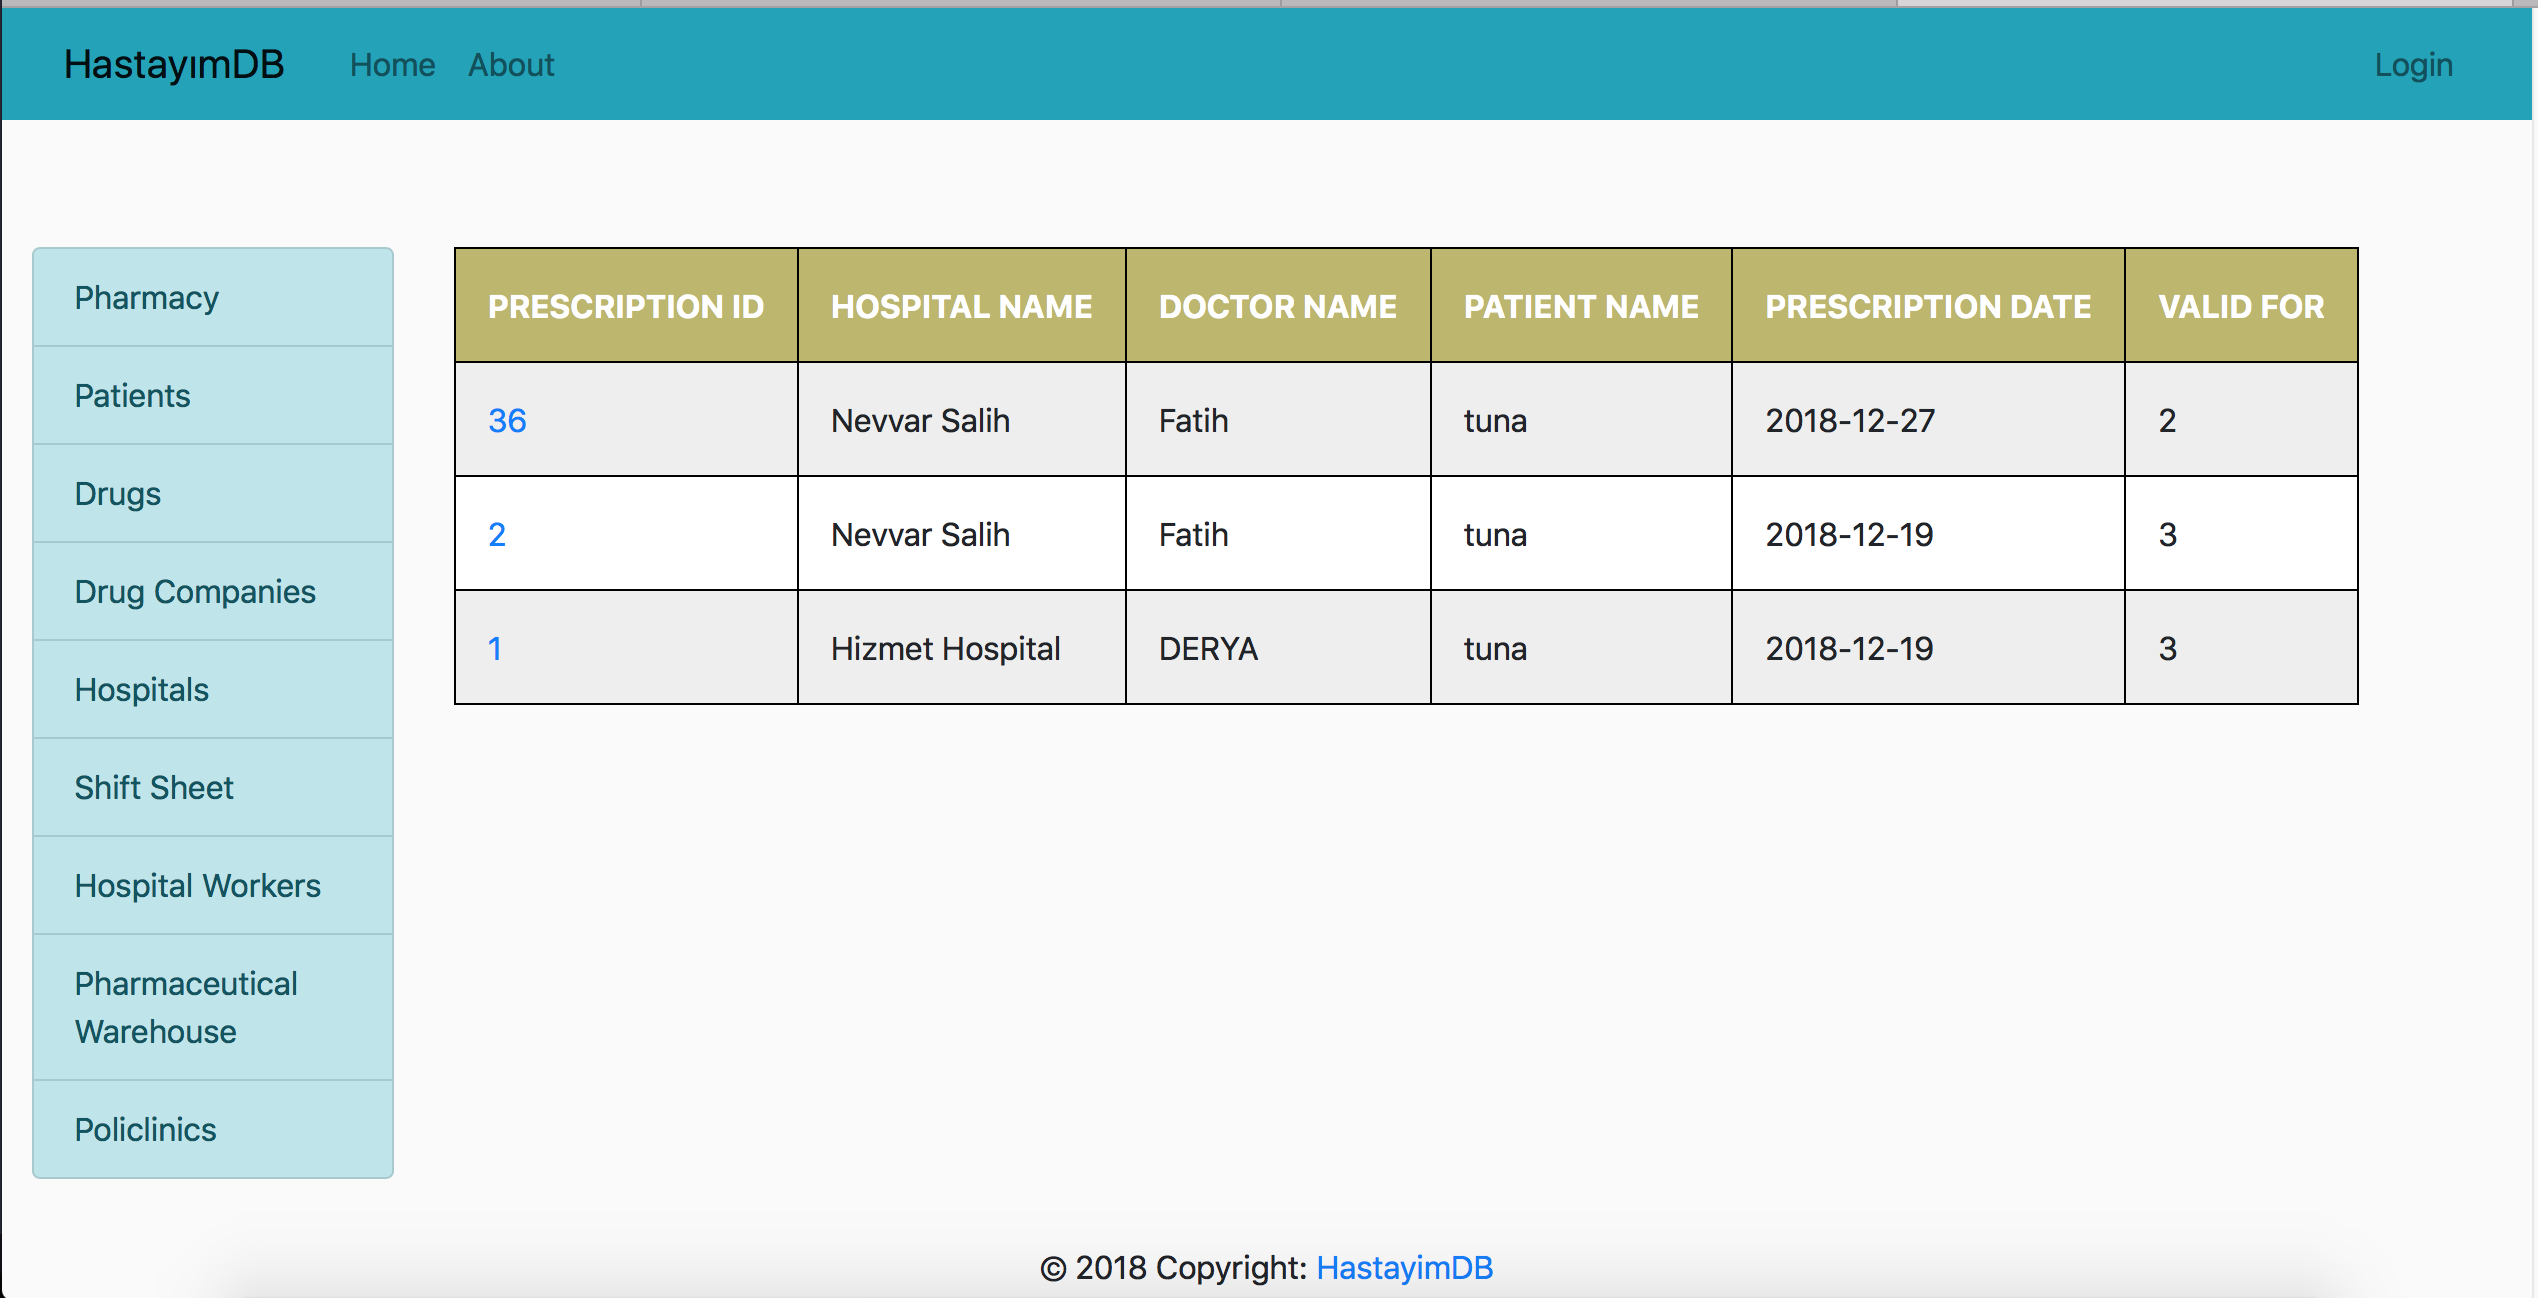 HastayımDB Home About Login
Pharmacy
Patients
Drugs
Drug Companies
Hospitals
Shift Sheet
Hospital Workers
Pharmaceutical
Warehouse
Policlinics
PRESCRIPTION ID HOSPITAL NAME DOCTOR NAME PATIENT NAME PRESCRIPTION DATE VALID FOR
36 Nevvar Salih Fatih tuna 2018-12-27 2
2 Nevvar Salih Fatih tuna 2018-12-19 3
1 Hizmet Hospital DERYA tuna 2018-12-19 3
© 2018 Copyright: HastayimDB